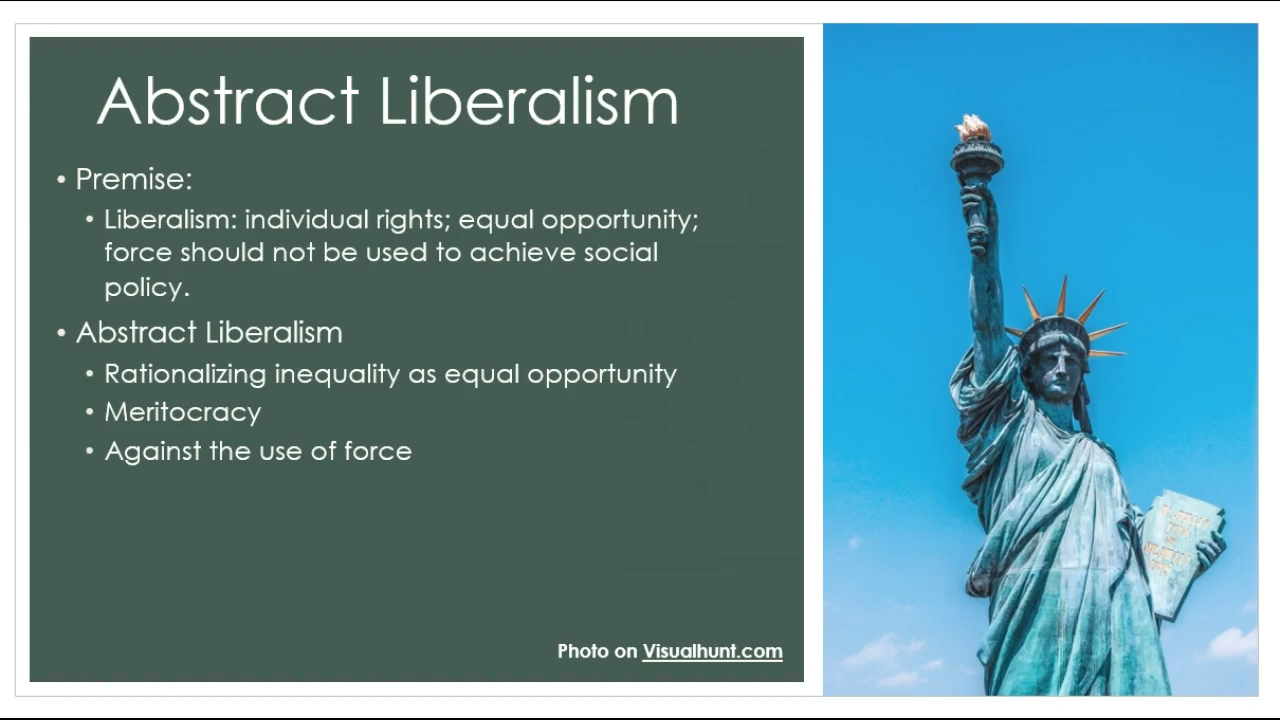 Abstract Liberalism
• Premise:
• Liberalism: individual rights; equal opportunity;
force should not be used to achieve social
policy.
• Abstract Liberalism
• Rationalizing inequality as equal opportunity
• Meritocracy
• Against the use of force
Photo on Visualhunt.com